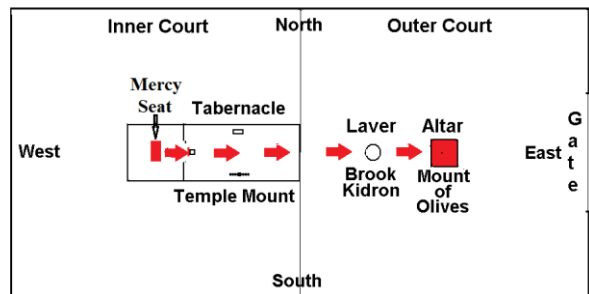 Inner Court
North
Outer Court
Mercy
Seat
Tabernacle
Laver
Altar
West
East
Gate
Temple Mount
Brook
Kidron
Mount
of
Olives
South